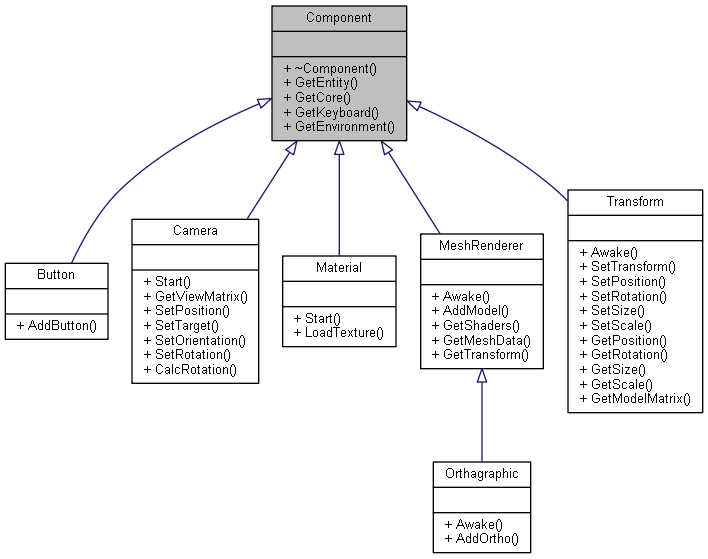 Component
+ ~Component()
+ GetEntity()
+ GetCore()
+ GetKeyboard()
+ GetEnvironment()
Button
+ AddButton()
Camera
+ Start()
+ GetViewMatrix()
+ SetPosition()
+ SetTarget()
+ SetOrientation()
+ SetRotation()
+ CalcRotation()
Material
+ Start()
+ LoadTexture()
MeshRenderer
+ Awake()
+ AddModel()
+ GetShaders()
+ GetMeshData()
+ GetTransform()
Transform
+ Awake()
+ SetTransform()
+ SetPosition()
+ SetRotation()
+ SetSize()
+ SetScale()
+ GetPosition()
+ GetRotation()
+ GetSize()
+ GetScale()
+ GetModelMatrix()
Orthagraphic
+ Awake()
+ AddOrtho()